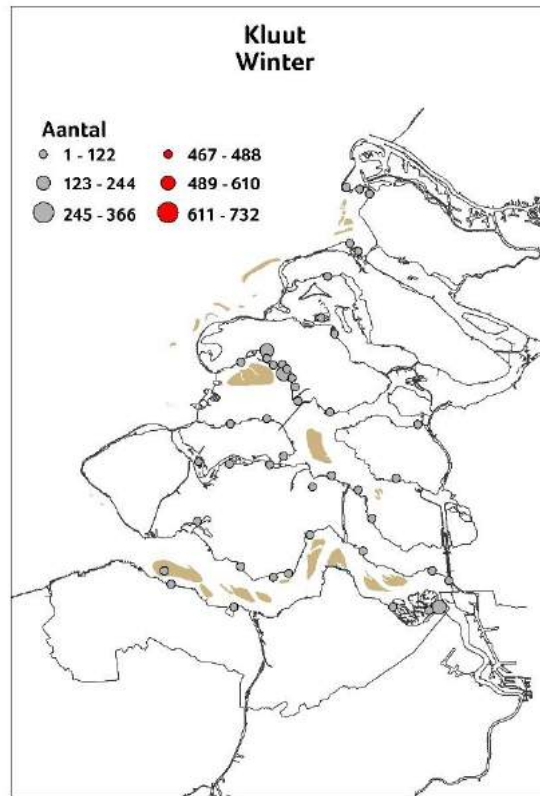 Kluut
Winter
Aantal
1 - 122
467 - 488
123 - 244
489 - 610
245 - 366
611 - 732